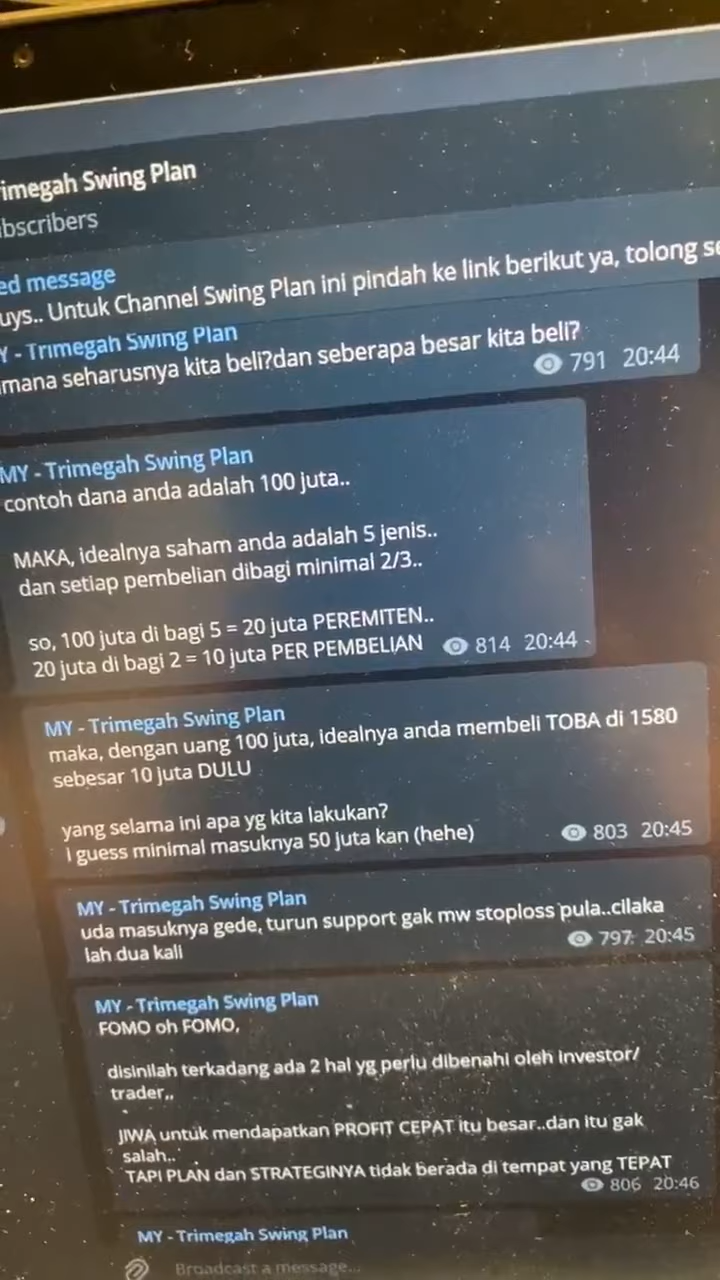 imegah Swing Plan
bscribers
ed message
uys.. Untuk Channel Swing Plan ini pindah ke link berikut ya, tolong se
Y - Trimegah Swing Plan
mana seharusnya kita beli?dan seberapa besar kita beli?
791 20:44
MY - Trimegah Swing Plan
contoh dana anda adalah 100 juta..
MAKA, idealnya saham anda adalah 5 jenis..
dan setiap pembelian dibagi minimal 2/3..
so, 100 juta di bagi 5 = 20 juta PEREMITEN..
20 juta di bagi 2 = 10 juta PER PEMBELIAN
814 20:44
MY - Trimegah Swing Plan
maka, dengan uang 100 juta, idealnya anda membeli TOBA di 1580
sebesar 10 juta DULU
yang selama ini apa yg kita lakukan?
i guess minimal masuknya 50 juta kan (hehe)
803 20:45
MY - Trimegah Swing Plan
uda masuknya gede, turun support gak mw stoploss pula..cilaka
lah dua kali
797 20:45
MY - Trimegah Swing Plan
FOMO oh FOMO,
disinilah terkadang ada 2 hal yg perlu dibenahi oleh investor/
trader,,
JIWA untuk mendapatkan PROFIT CEPAT itu besar..dan itu gak
salah..
TAPI PLAN dan STRATEGINYA tidak berada di tempat yang TEPAT
806 20:46
MY - Trimegah Swing Plan
Broadcast a message...